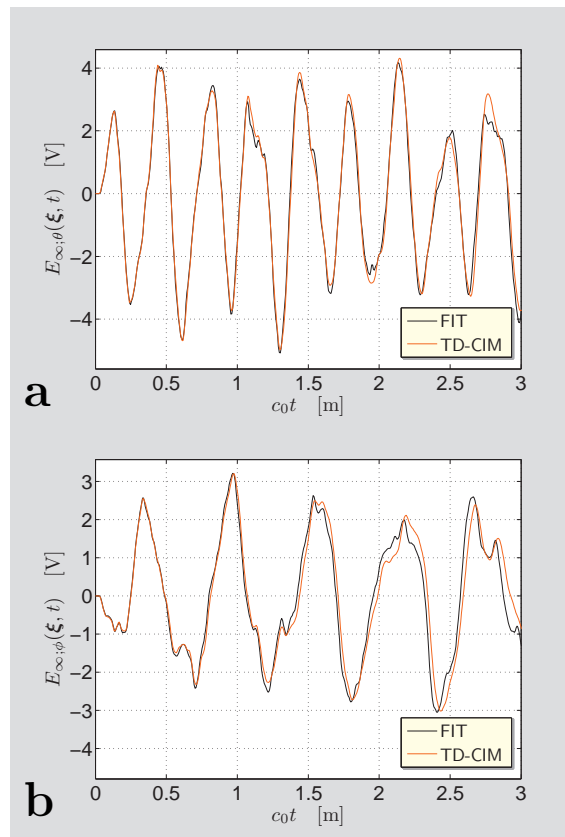 4
2
0
−2
−4
E∞;θ(ξ, t) [V]
FIT
TD-CIM
0 0.5 1 1.5 2 2.5 3
c₀t [m]
a
3
2
1
0
−1
−2
−3
−4
E∞;ϕ(ξ, t) [V]
FIT
TD-CIM
0 0.5 1 1.5 2 2.5 3
c₀t [m]
b